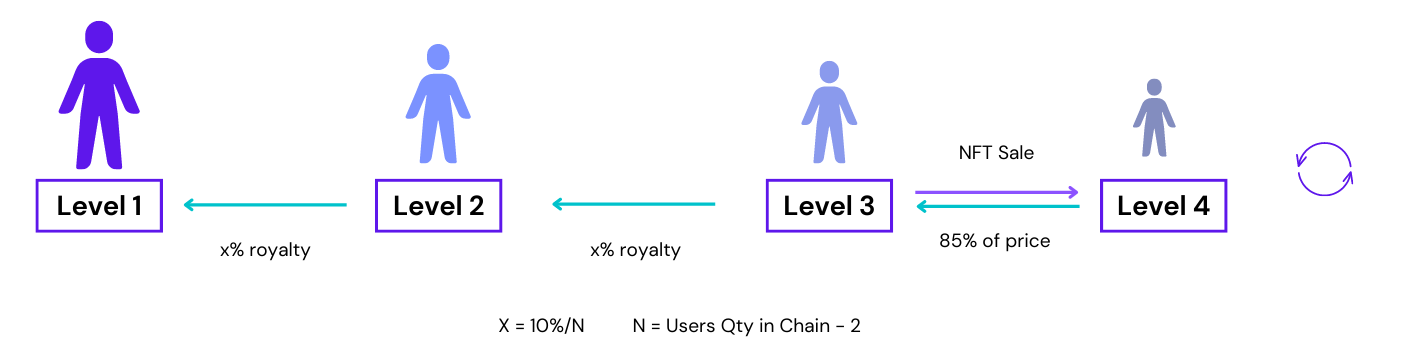 NFT Sale
Level 1
Level 2
Level 3
Level 4
x% royalty
x% royalty
85% of price
X = 10%/N
N = Users Qty in Chain - 2